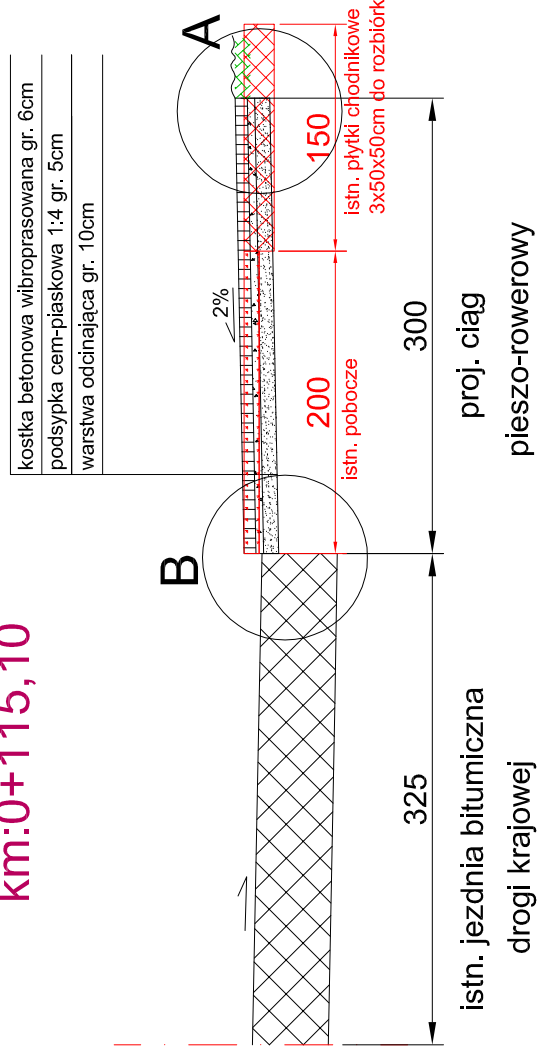 km:0+115,10
kostka betonowa wibroprasowana gr. 6cm
podsypka cem-piaskowa 1:4 gr. 5cm
warstwa odcinająca gr. 10cm
B
A
2%
200
istn. pobocze
150
istn. płytki chodnikowe
3x50x50cm do rozbiórk
325
300
istn. jezdnia bitumiczna
drogi krajowej
proj. ciąg
pieszo-rowerowy